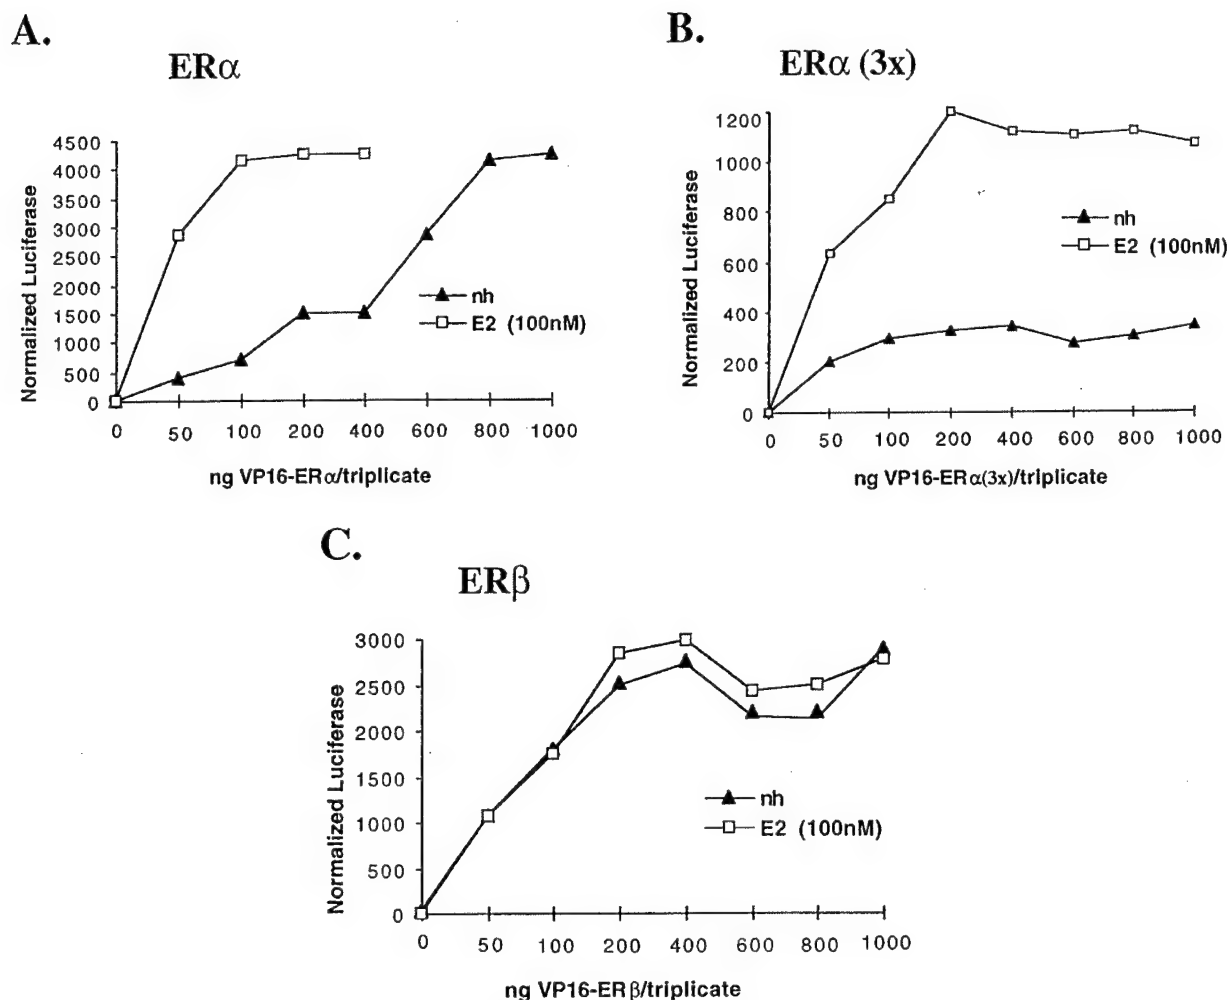 A.
ERα
Normalized Luciferase
4500
4000
3500
3000
2500
2000
1500
1000
500
0
nh
E2 (100nM)
0 50 100 200 400 600 800 1000
ng VP16-ERα/triplicate
B.
ERα (3x)
Normalized Luciferase
1200
1000
800
600
400
200
0
nh
E2 (100nM)
0 50 100 200 400 600 800 1000
ng VP16-ERα(3x)/triplicate
C.
ERβ
Normalized Luciferase
3000
2500
2000
1500
1000
500
0
nh
E2 (100nM)
0 50 100 200 400 600 800 1000
ng VP16-ERβ/triplicate